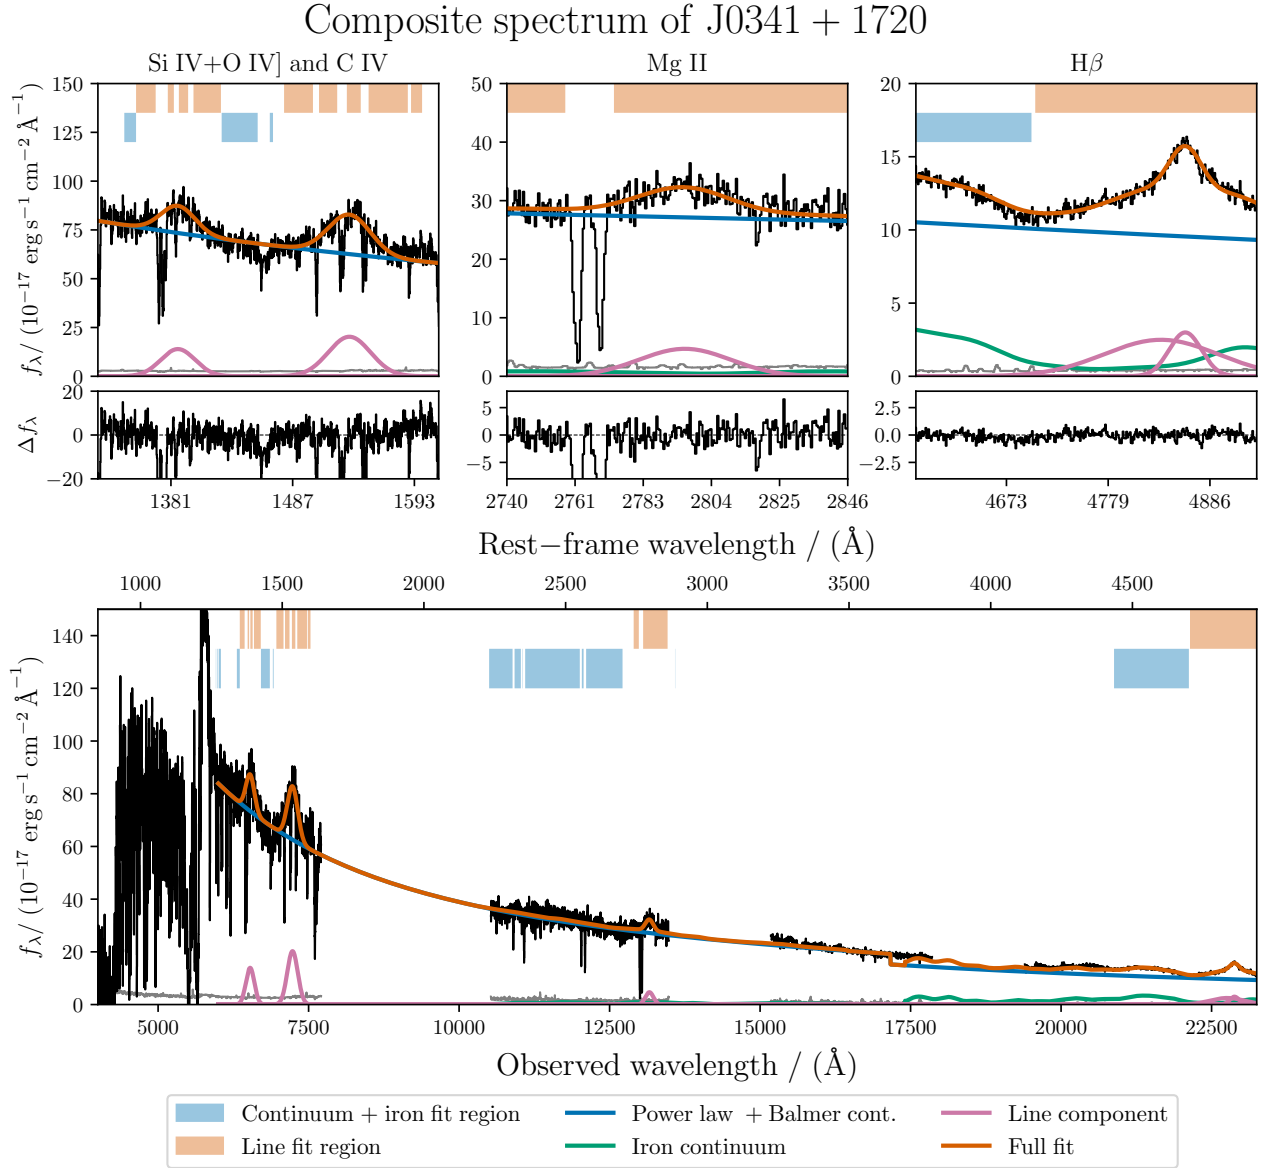 Composite spectrum of J0341 + 1720
Si IV+O IV] and C IV
Mg II
Hβ
150
125
100
75
50
25
0
f_λ / (10⁻¹⁷ erg s⁻¹ cm⁻² Å⁻¹)
50
40
30
20
10
0
20
15
10
5
0
20
0
−20
Δf_λ
5
0
−5
2.5
0.0
−2.5
1381 1487 1593
2740 2761 2783 2804 2825 2846
4673 4779 4886
Rest−frame wavelength / (Å)
1000 1500 2000 2500 3000 3500 4000 4500
140
120
100
80
60
40
20
0
f_λ / (10⁻¹⁷ erg s⁻¹ cm⁻² Å⁻¹)
5000 7500 10000 12500 15000 17500 20000 22500
Observed wavelength / (Å)
Continuum + iron fit region
Line fit region
Power law + Balmer cont.
Iron continuum
Line component
Full fit